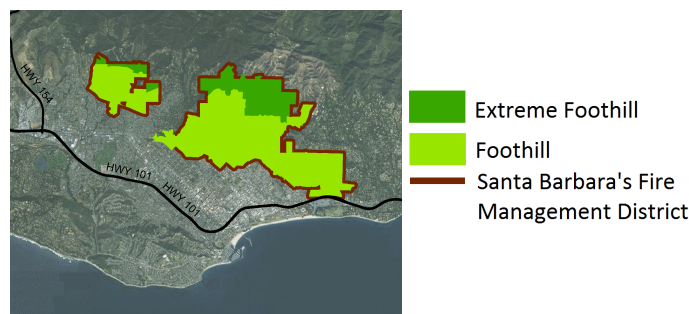 HWY 154
HWY 101
HWY 101
Extreme Foothill
Foothill
Santa Barbara's Fire
Management District